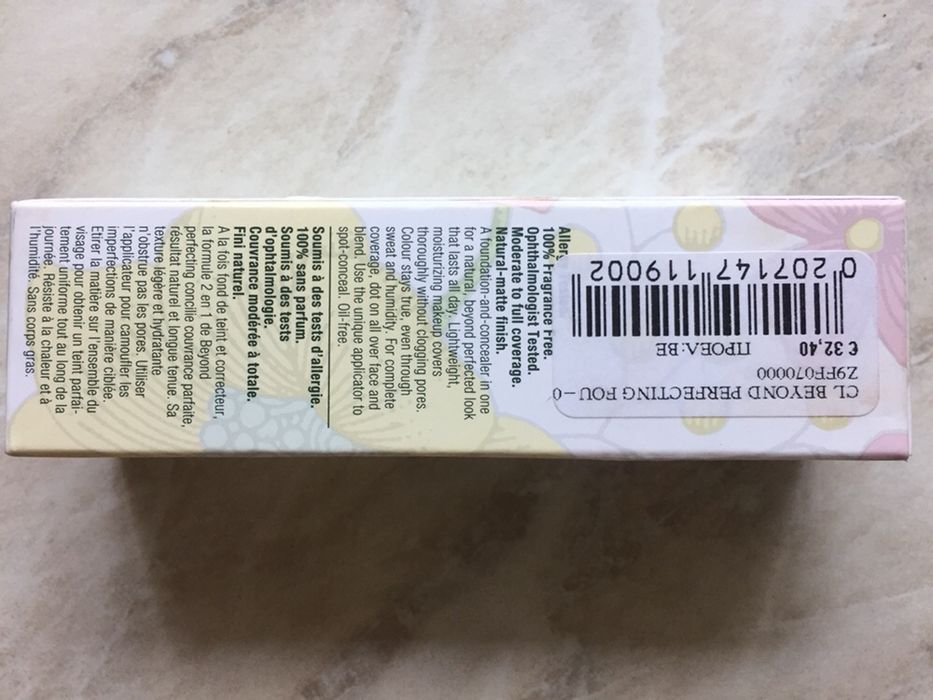 Aller
100% Fragrance Free.
Ophthalmologist Tested.
Moderate to full coverage.
Natural-matte finish.
A foundation-and-concealer in one
for a natural, beyond perfected look
that lasts all day. Lightweight,
moisturizing makeup covers
thoroughly without clogging pores.
Colour stays true, even through
sweat and humidity. For complete
coverage, dot on all over face and
blend. Use the unique applicator to
spot-conceal. Oil-free.
Soumis à des tests d'allergie.
100% sans parfum.
Soumis à des tests
d'ophtalmologie.
Couvrance modérée à totale.
Fini naturel.
A la fois fond de teint et correcteur,
la formule 2 en 1 de Beyond
perfecting concilie couvrance parfaite,
résultat naturel et longue tenue. Sa
texture légère et hydratante
n'obstrue pas les pores. Utiliser
l'applicateur pour camoufler les
imperfections de manière ciblée.
Etirer la matière sur l'ensemble du
visage pour obtenir un teint parfai-
tement uniforme tout au long de la
journée. Résiste à la chaleur et à
l'humidité. Sans corps gras.
CL BEYOND PERFECTING FOU-0
Z9FF070000
€ 32,40 ΠΡΟΕΛ: BE
0 207147 119002